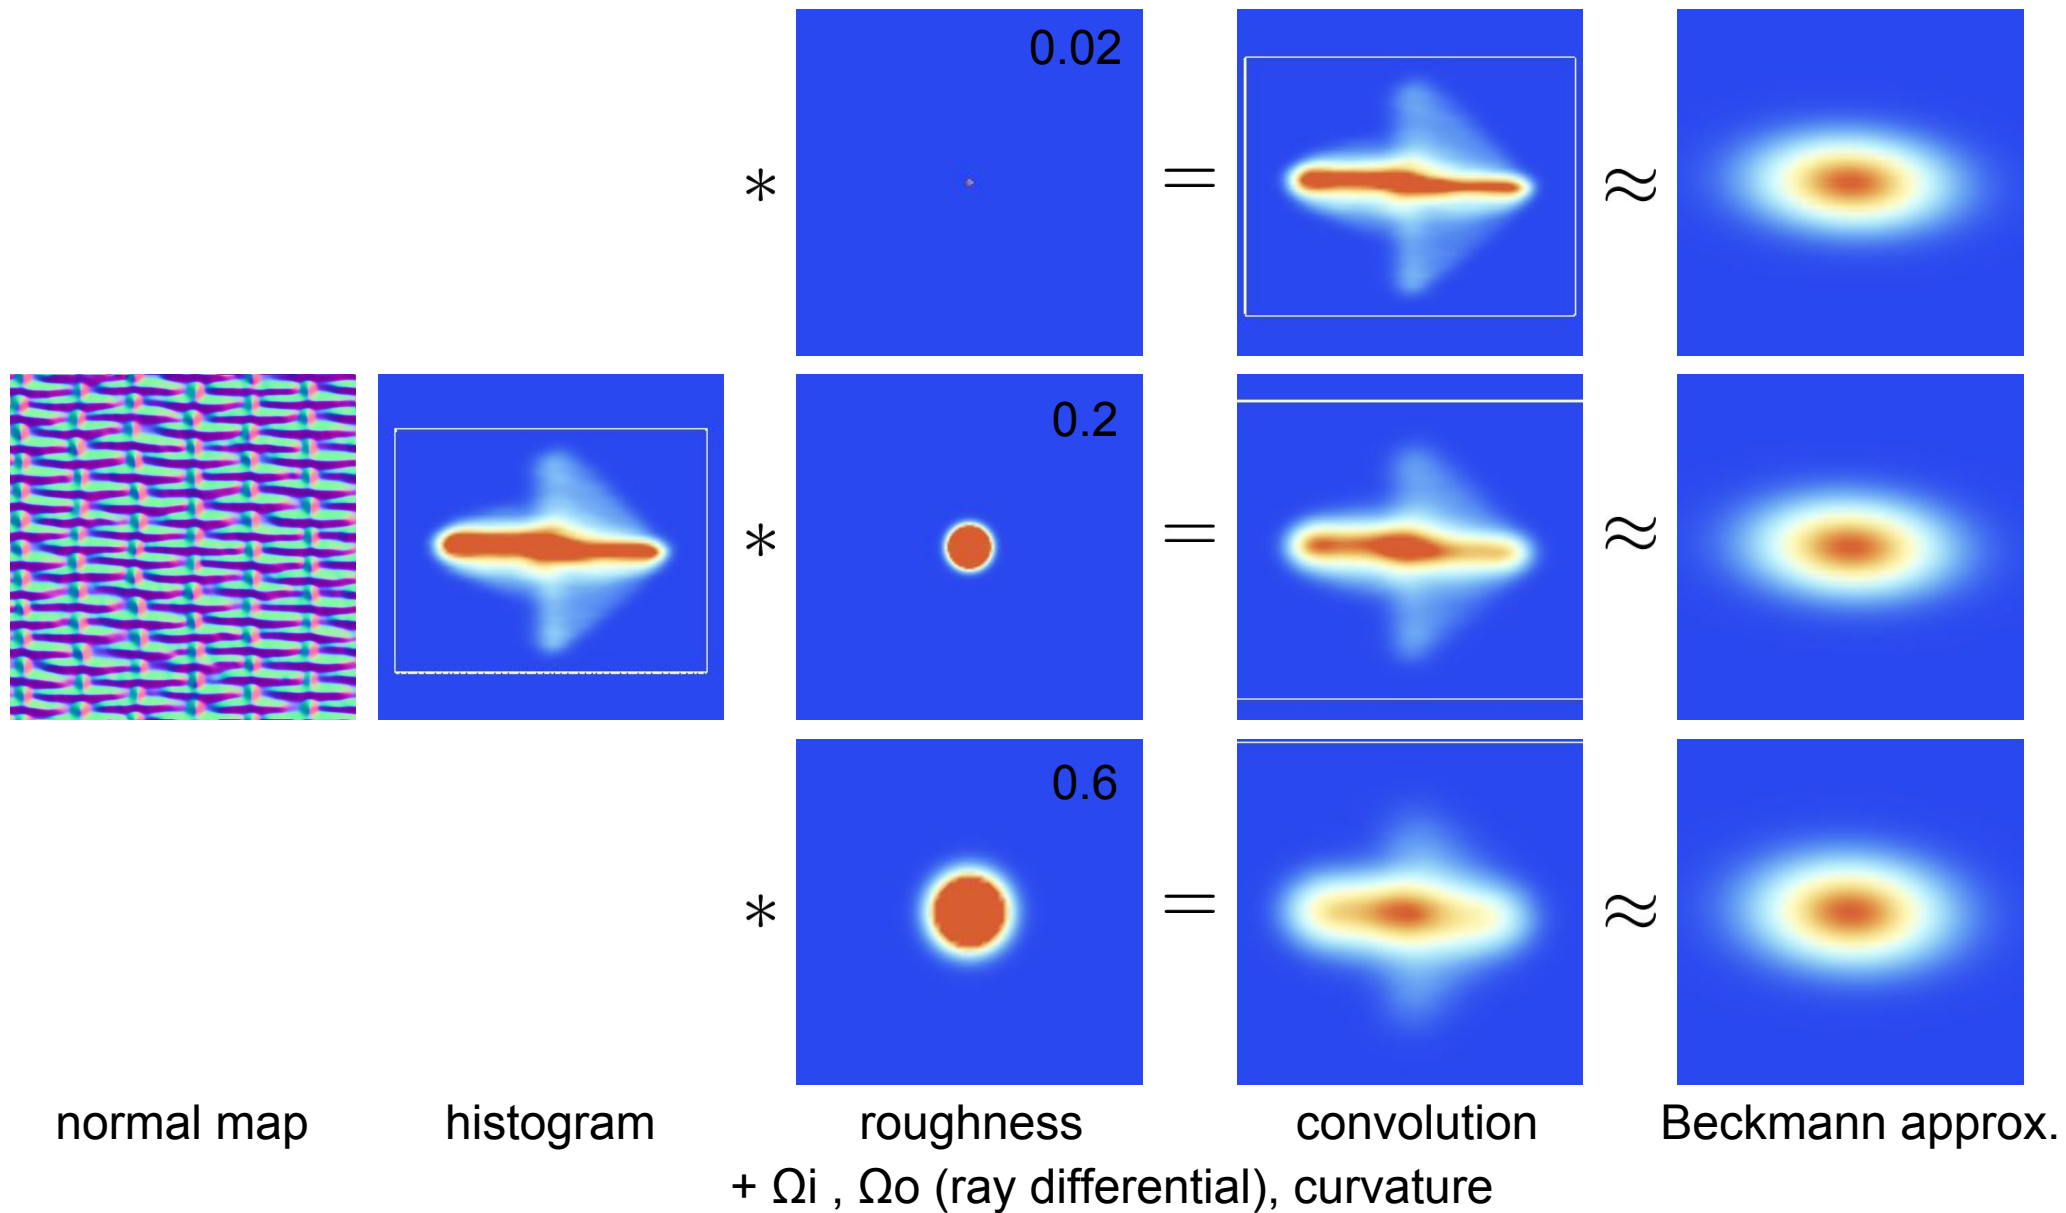 0.02
* = ≈
0.2
* = ≈
0.6
* = ≈
normal map histogram roughness convolution Beckmann approx.
+ Ωi , Ωo (ray differential), curvature